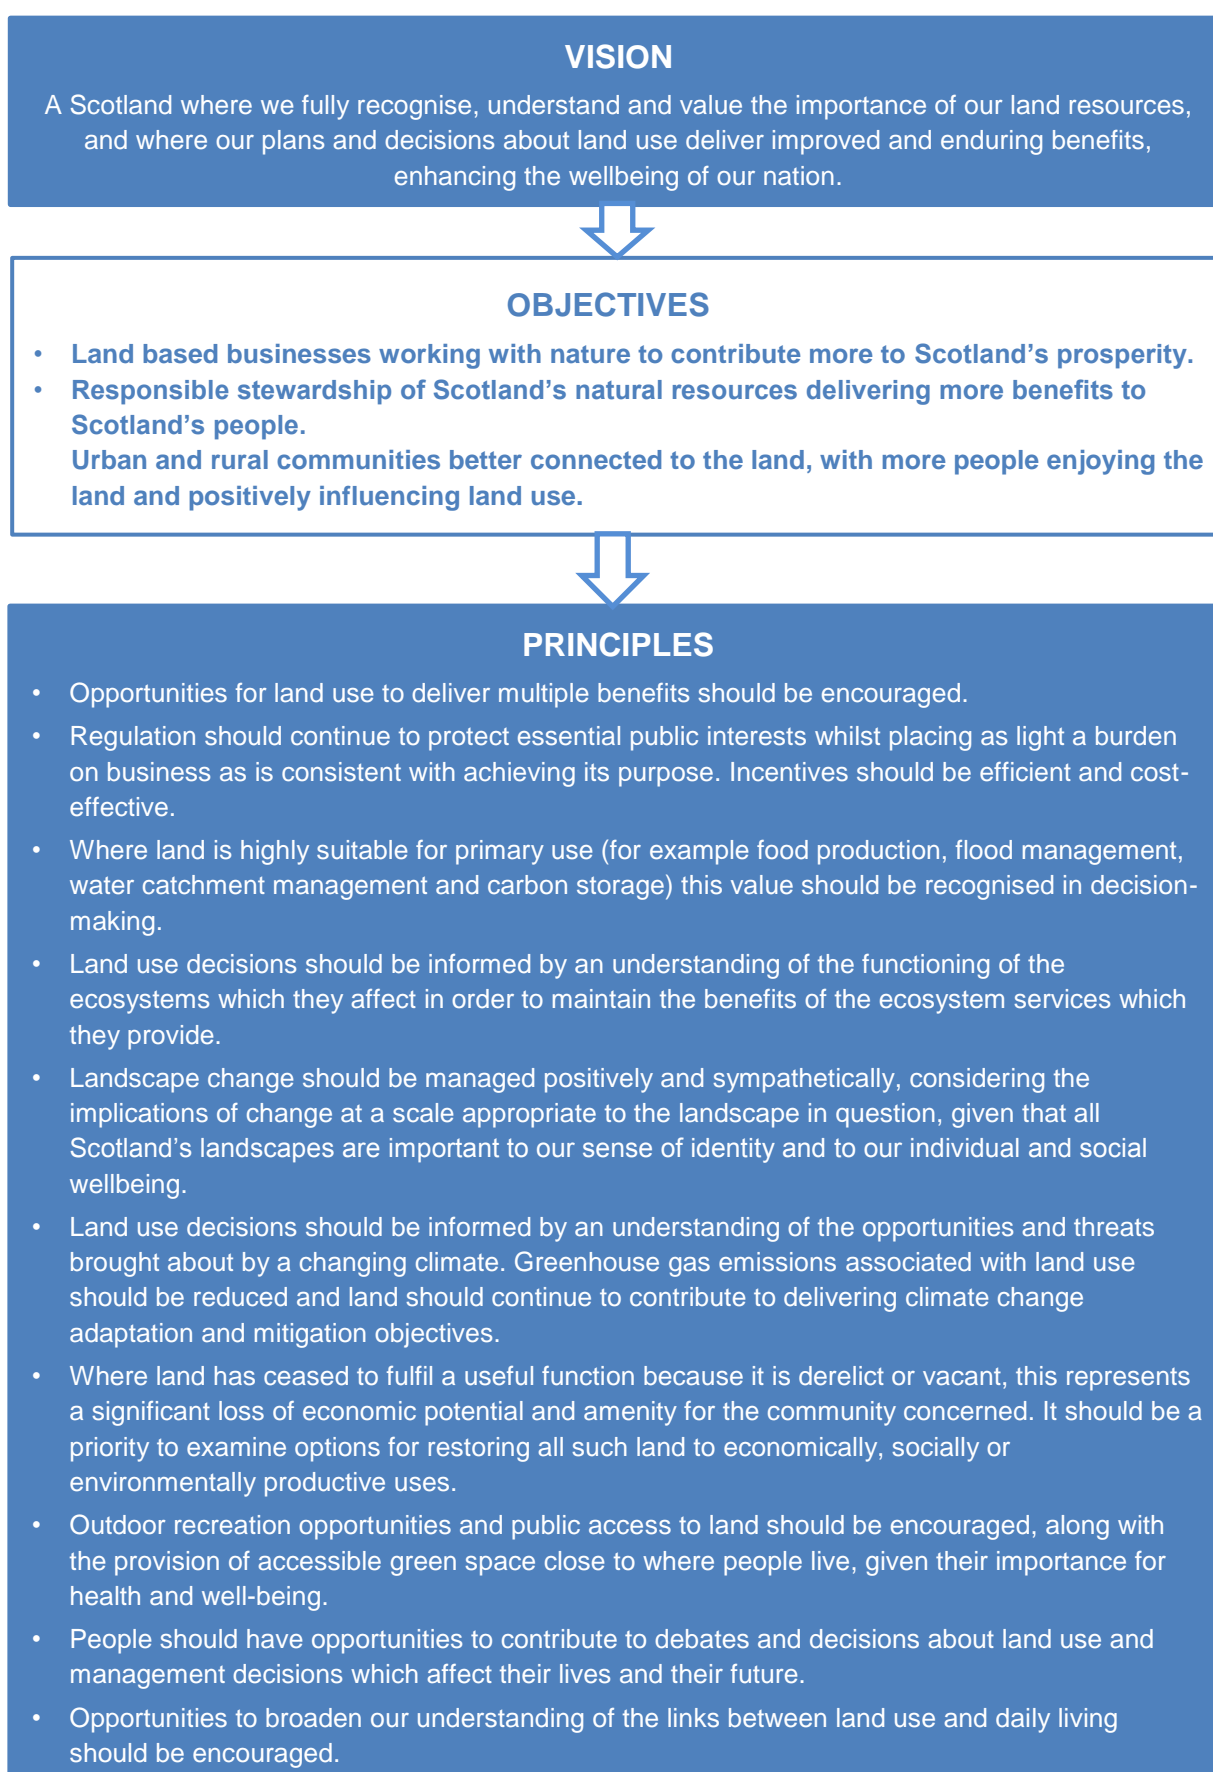 VISION
A Scotland where we fully recognise, understand and value the importance of our land resources,
and where our plans and decisions about land use deliver improved and enduring benefits,
enhancing the wellbeing of our nation.
OBJECTIVES
• Land based businesses working with nature to contribute more to Scotland's prosperity.
• Responsible stewardship of Scotland's natural resources delivering more benefits to
Scotland's people.
Urban and rural communities better connected to the land, with more people enjoying the
land and positively influencing land use.
PRINCIPLES
• Opportunities for land use to deliver multiple benefits should be encouraged.
• Regulation should continue to protect essential public interests whilst placing as light a burden
on business as is consistent with achieving its purpose. Incentives should be efficient and cost-
effective.
• Where land is highly suitable for primary use (for example food production, flood management,
water catchment management and carbon storage) this value should be recognised in decision-
making.
• Land use decisions should be informed by an understanding of the functioning of the
ecosystems which they affect in order to maintain the benefits of the ecosystem services which
they provide.
• Landscape change should be managed positively and sympathetically, considering the
implications of change at a scale appropriate to the landscape in question, given that all
Scotland's landscapes are important to our sense of identity and to our individual and social
wellbeing.
• Land use decisions should be informed by an understanding of the opportunities and threats
brought about by a changing climate. Greenhouse gas emissions associated with land use
should be reduced and land should continue to contribute to delivering climate change
adaptation and mitigation objectives.
• Where land has ceased to fulfil a useful function because it is derelict or vacant, this represents
a significant loss of economic potential and amenity for the community concerned. It should be a
priority to examine options for restoring all such land to economically, socially or
environmentally productive uses.
• Outdoor recreation opportunities and public access to land should be encouraged, along with
the provision of accessible green space close to where people live, given their importance for
health and well-being.
• People should have opportunities to contribute to debates and decisions about land use and
management decisions which affect their lives and their future.
• Opportunities to broaden our understanding of the links between land use and daily living
should be encouraged.